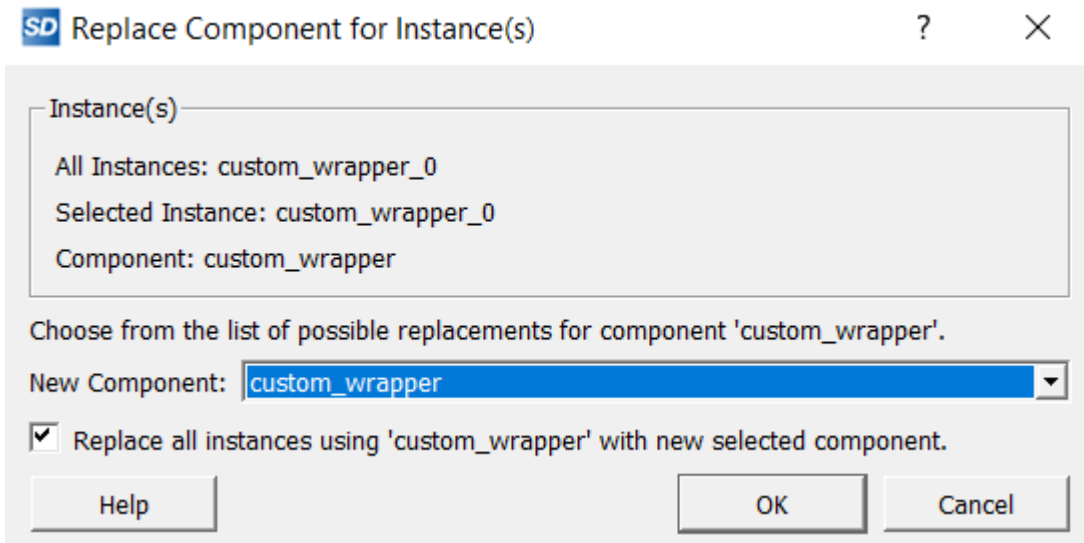 SD Replace Component for Instance(s) ?
Instance(s)
All Instances: custom_wrapper_0
Selected Instance: custom_wrapper_0
Component: custom_wrapper
Choose from the list of possible replacements for component 'custom_wrapper'.
New Component: custom_wrapper
Replace all instances using 'custom_wrapper' with new selected component.
Help OK Cancel